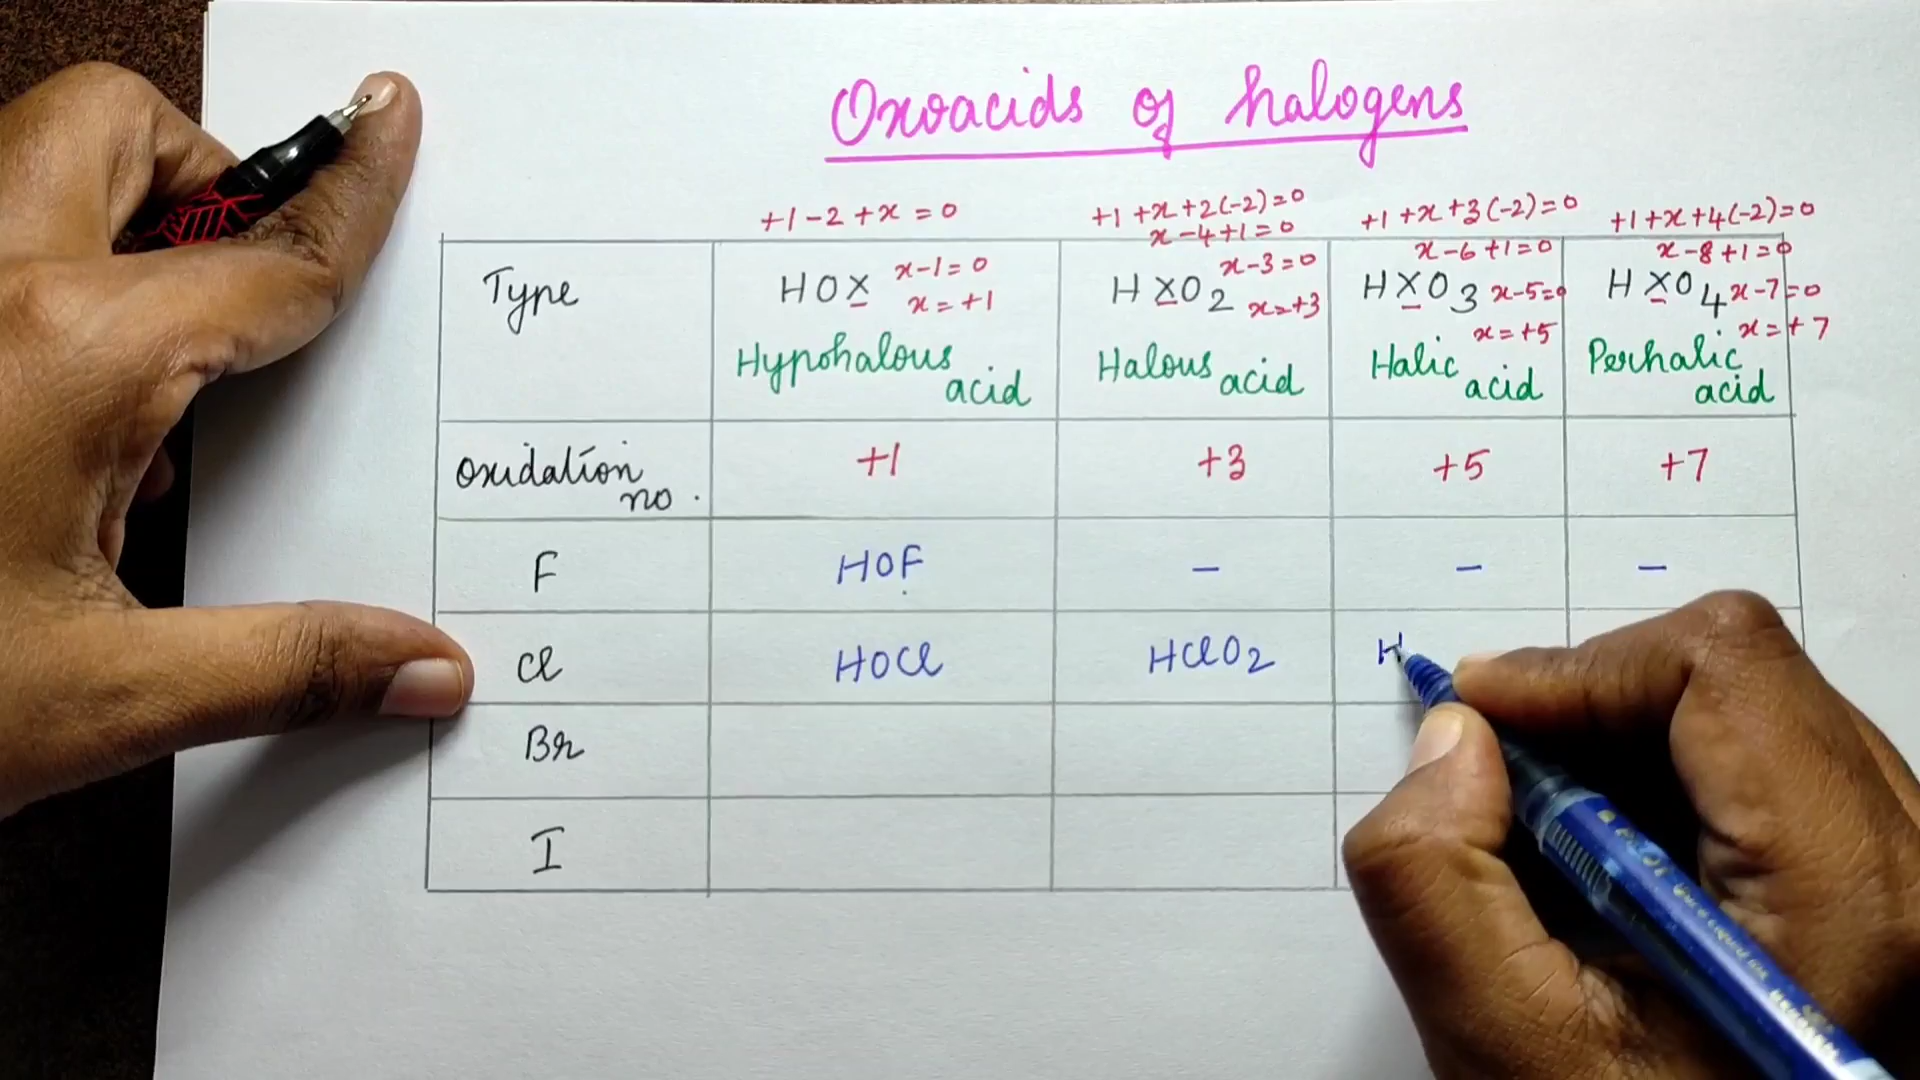 Oxoacids of halogens
+1-2+x=0
+1+x+2(-2)=0
x-4+1=0
+1+x+3(-2)=0
x-6+1=0
+1+x+4(-2)=0
x-8+1=0
Type
HOX
x-1=0
x=+1
Hypohalous acid
HXO2
x-3=0
x=+3
Halous acid
HXO3
x-5=0
x=+5
Halic acid
HXO4
x-7=0
x=+7
Perhalic acid
Oxidation no.
+1
+3
+5
+7
F
HOF
-
-
-
Cl
HOCl
HClO2
H
Br
I